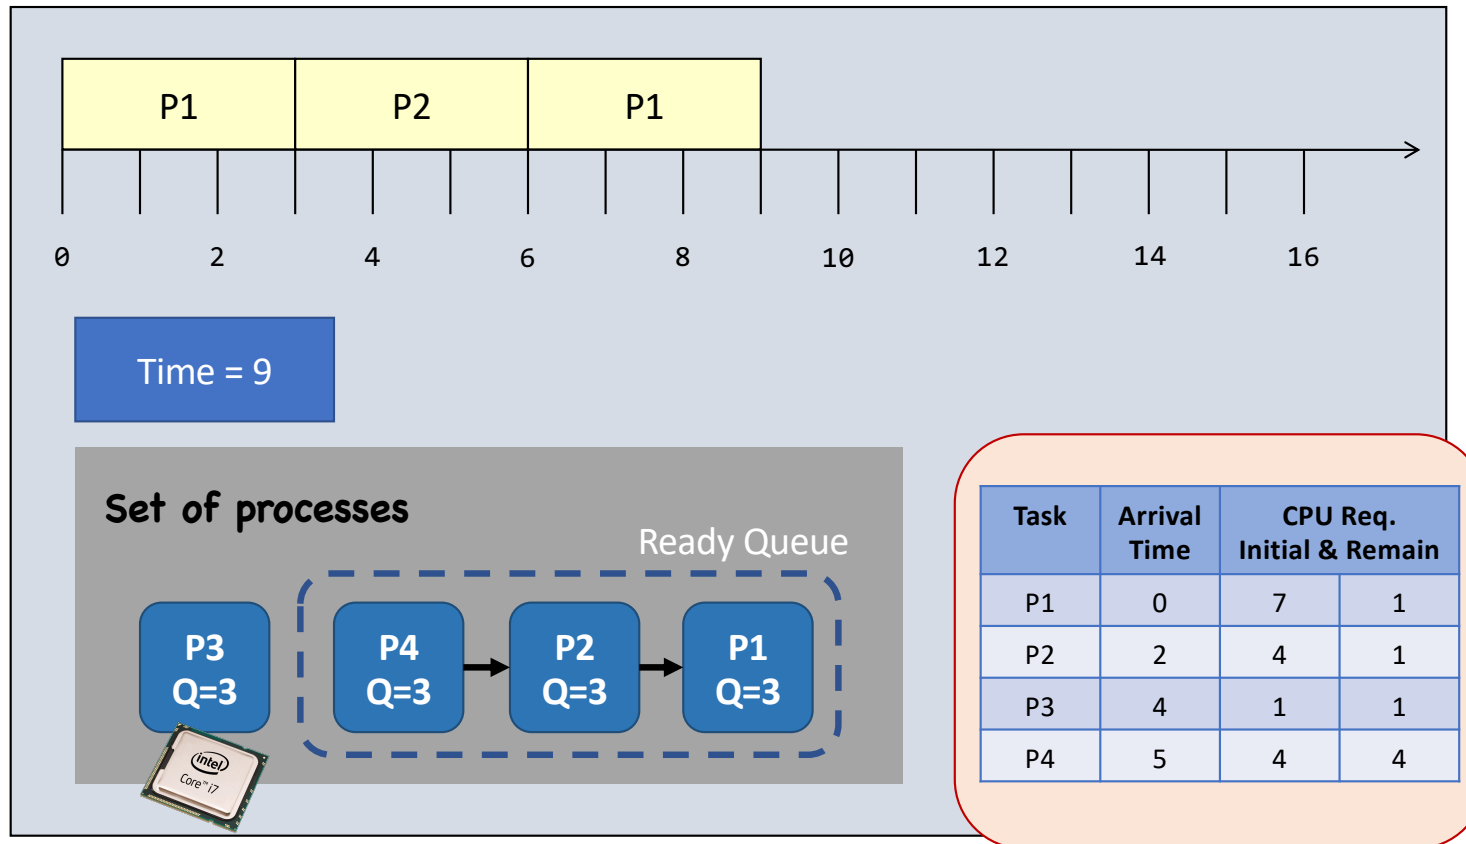 P1 P2 P1
0 2 4 6 8 10 12 14 16
Time = 9
Set of processes
Ready Queue
P3
Q=3
P4
Q=3
P2
Q=3
P1
Q=3
(intel)
Core™ i7
Task
Arrival
Time
CPU Req.
Initial & Remain
P1 0 7 1
P2 2 4 1
P3 4 1 1
P4 5 4 4